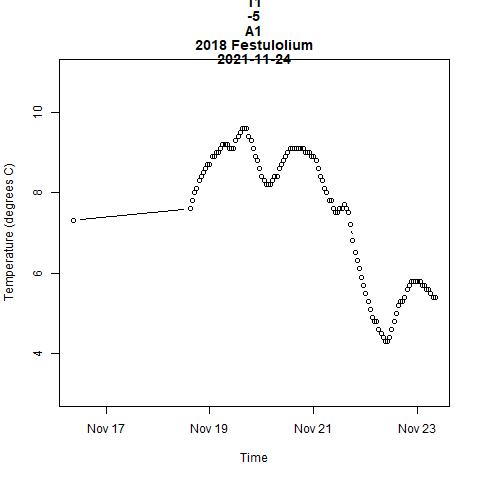 T1
-5
A1
2018 Festulolium
2021-11-24
Temperature (degrees C)
10
8
6
4
Nov 17 Nov 19 Nov 21 Nov 23
Time